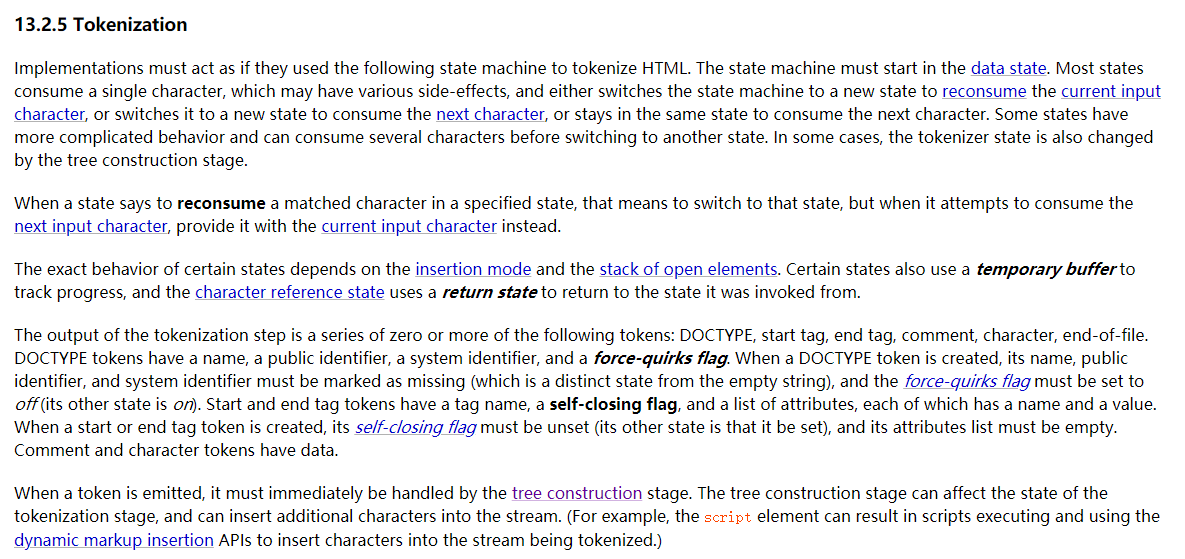 13.2.5 Tokenization
Implementations must act as if they used the following state machine to tokenize HTML. The state machine must start in the data state. Most states
consume a single character, which may have various side-effects, and either switches the state machine to a new state to reconsume the current input
character, or switches it to a new state to consume the next character, or stays in the same state to consume the next character. Some states have
more complicated behavior and can consume several characters before switching to another state. In some cases, the tokenizer state is also changed
by the tree construction stage.
When a state says to reconsume a matched character in a specified state, that means to switch to that state, but when it attempts to consume the
next input character, provide it with the current input character instead.
The exact behavior of certain states depends on the insertion mode and the stack of open elements. Certain states also use a temporary buffer to
track progress, and the character reference state uses a return state to return to the state it was invoked from.
The output of the tokenization step is a series of zero or more of the following tokens: DOCTYPE, start tag, end tag, comment, character, end-of-file.
DOCTYPE tokens have a name, a public identifier, a system identifier, and a force-quirks flag. When a DOCTYPE token is created, its name, public
identifier, and system identifier must be marked as missing (which is a distinct state from the empty string), and the force-quirks flag must be set to
off (its other state is on). Start and end tag tokens have a tag name, a self-closing flag, and a list of attributes, each of which has a name and a value.
When a start or end tag token is created, its self-closing flag must be unset (its other state is that it be set), and its attributes list must be empty.
Comment and character tokens have data.
When a token is emitted, it must immediately be handled by the tree construction stage. The tree construction stage can affect the state of the
tokenization stage, and can insert additional characters into the stream. (For example, the script element can result in scripts executing and using the
dynamic markup insertion APIs to insert characters into the stream being tokenized.)